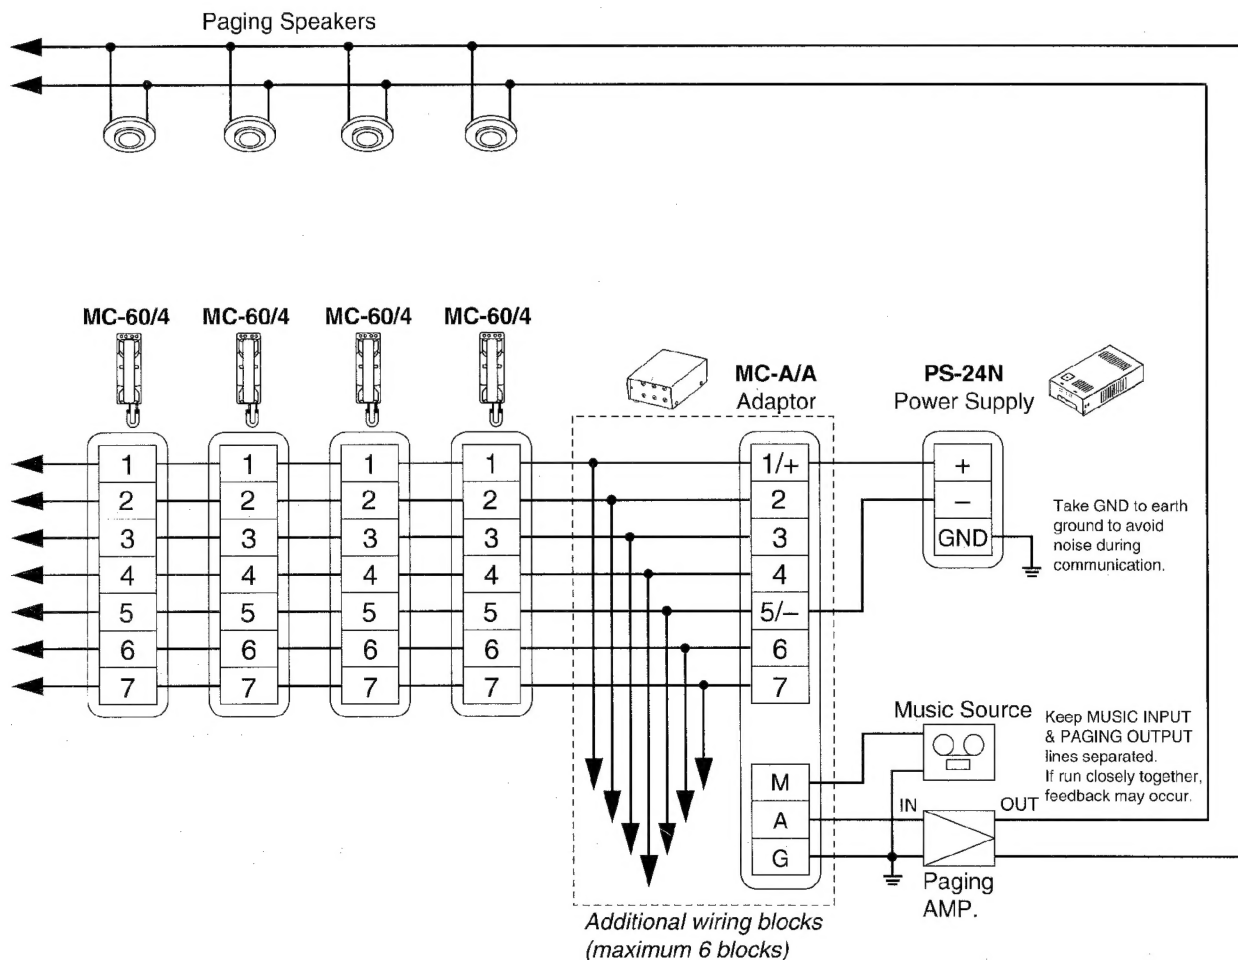 Paging Speakers
MC-60/4 MC-60/4 MC-60/4 MC-60/4
MC-A/A
Adaptor
PS-24N
Power Supply
1 1 1 1 1/+ +
2 2 2 2 2 –
3 3 3 3 3 GND
4 4 4 4 4
5 5 5 5 5/–
6 6 6 6 6
7 7 7 7 7
Take GND to earth
ground to avoid
noise during
communication.
Music Source
Keep MUSIC INPUT
& PAGING OUTPUT
lines separated.
If run closely together,
feedback may occur.
M
A
G
IN
OUT
Paging
AMP.
Additional wiring blocks
(maximum 6 blocks)